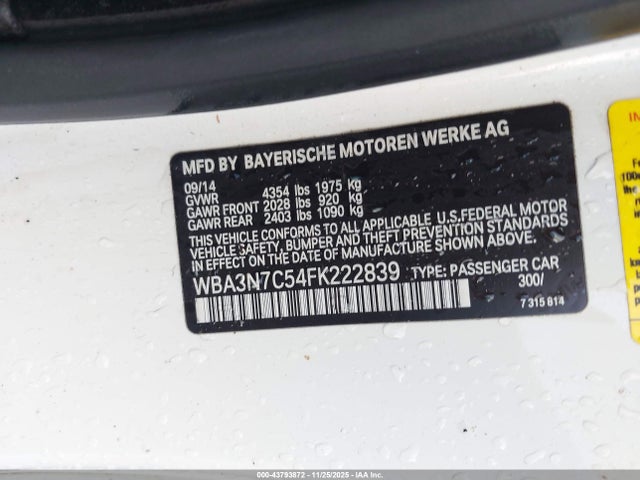 MFD BY BAYERISCHE MOTOREN WERKE AG
09/14
GVWR 4354 lbs 1975 kg
GAWR FRONT 2028 lbs 920 kg
GAWR REAR 2403 lbs 1090 kg
THIS VEHICLE CONFORMS TO ALL APPLICABLE U.S.FEDERAL MOTOR
VEHICLE SAFETY, BUMPER AND THEFT PREVENTION STANDARDS
IN EFFECT ON THE DATE OF MANUFACTURE SHOWN ABOVE.
WBA3N7C54FK222839 TYPE: PASSENGER CAR
300/
7 315 814
© - 43793872 - 11/25/2025 - IAAI.COM